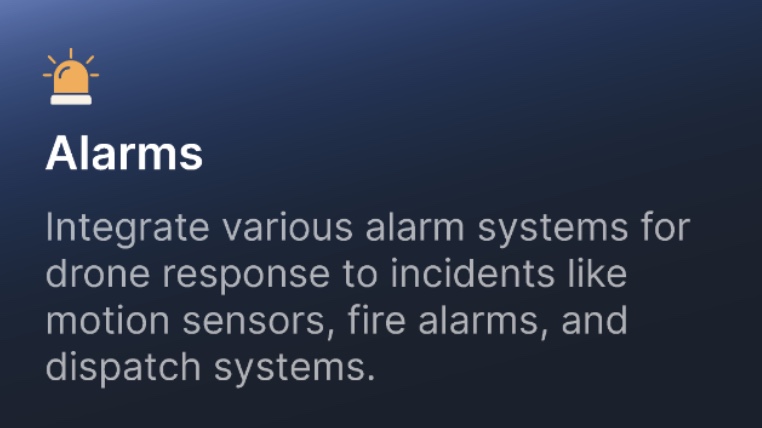 Alarms
Integrate various alarm systems for
drone response to incidents like
motion sensors, fire alarms, and
dispatch systems.